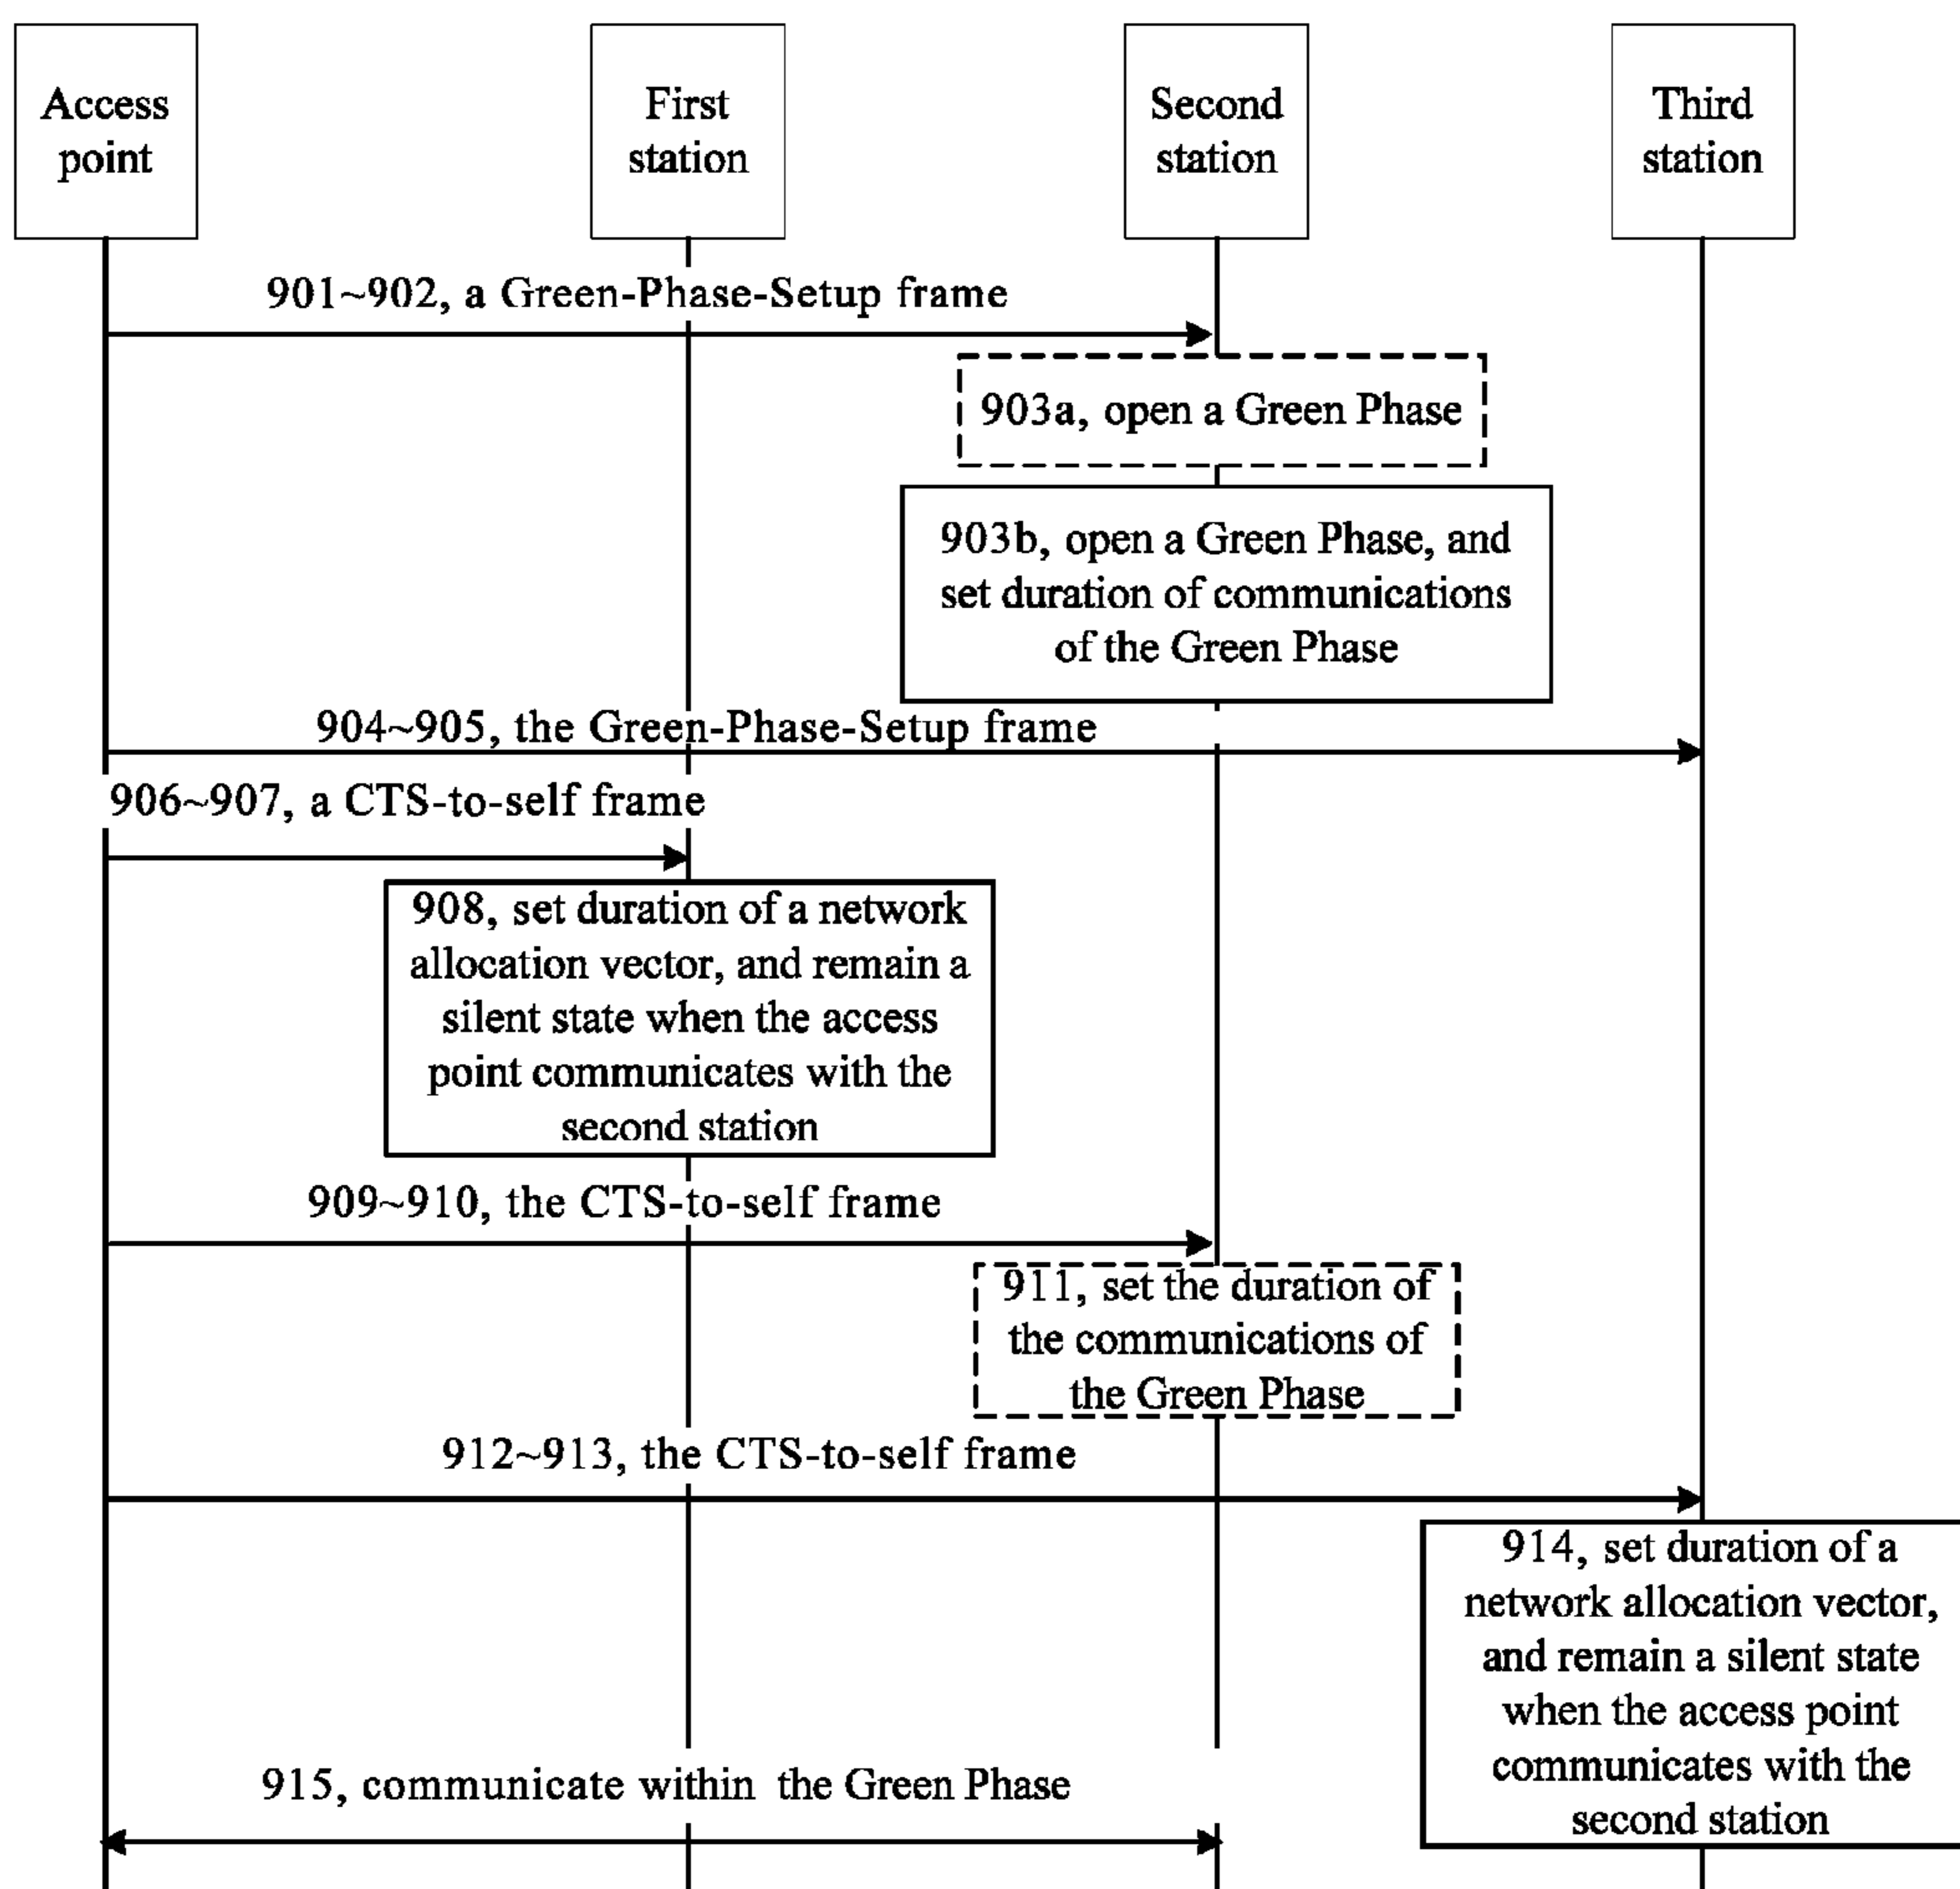 Access
point
First
station
Second
station
Third
station
901~902, a Green-Phase-Setup frame
903a, open a Green Phase
903b, open a Green Phase, and
set duration of communications
of the Green Phase
904~905, the Green-Phase-Setup frame
906~907, a CTS-to-self frame
908, set duration of a network
allocation vector, and remain a
silent state when the access
point communicates with the
second station
909~910, the CTS-to-self frame
911, set the duration of
the communications of
the Green Phase
912~913, the CTS-to-self frame
914, set duration of a
network allocation vector,
and remain a silent state
when the access point
communicates with the
second station
915, communicate within the Green Phase